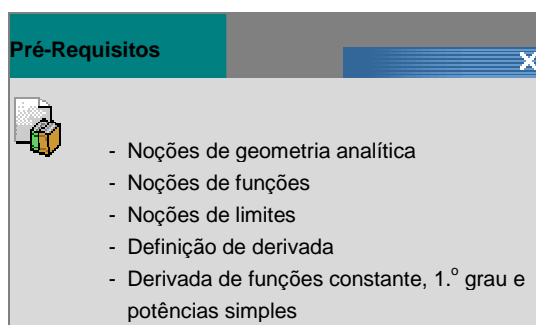 Pré-Requisitos
- Noções de geometria analítica
- Noções de funções
- Noções de limites
- Definição de derivada
- Derivada de funções constante, 1.º grau e
potências simples